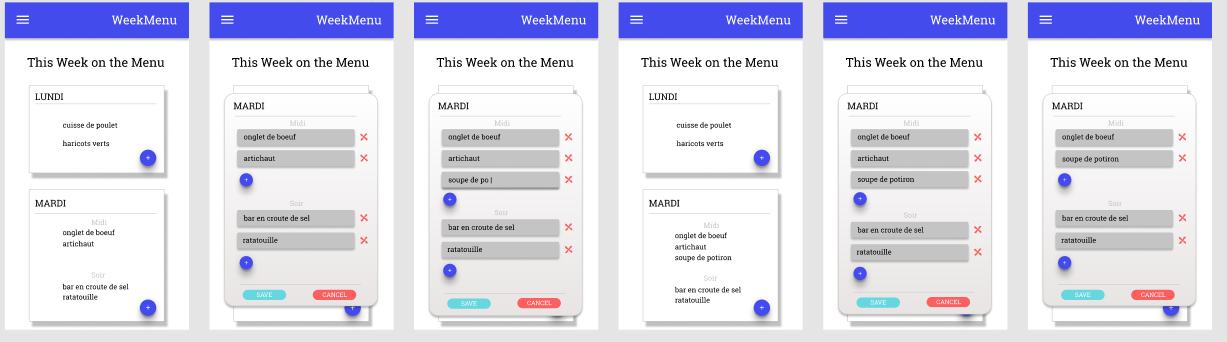 WeekMenu
This Week on the Menu
LUNDI
cuisse de poulet
haricots verts
+
MARDI
Midi
onglet de boeuf
artichaut
Soir
bar en croute de sel
ratatouille
+
WeekMenu
This Week on the Menu
MARDI
Midi
onglet de boeuf
artichaut
+
Soir
bar en croute de sel
ratatouille
+
SAVE CANCEL
WeekMenu
This Week on the Menu
MARDI
Midi
onglet de boeuf
artichaut
soupe de po |
+
Soir
bar en croute de sel
ratatouille
+
SAVE CANCEL
WeekMenu
This Week on the Menu
LUNDI
cuisse de poulet
haricots verts
+
MARDI
Midi
onglet de boeuf
artichaut
soupe de potiron
Soir
bar en croute de sel
ratatouille
+
WeekMenu
This Week on the Menu
MARDI
Midi
onglet de boeuf
artichaut
soupe de potiron
+
Soir
bar en croute de sel
ratatouille
+
SAVE CANCEL
WeekMenu
This Week on the Menu
MARDI
Midi
onglet de boeuf
soupe de potiron
+
Soir
bar en croute de sel
ratatouille
+
SAVE CANCEL